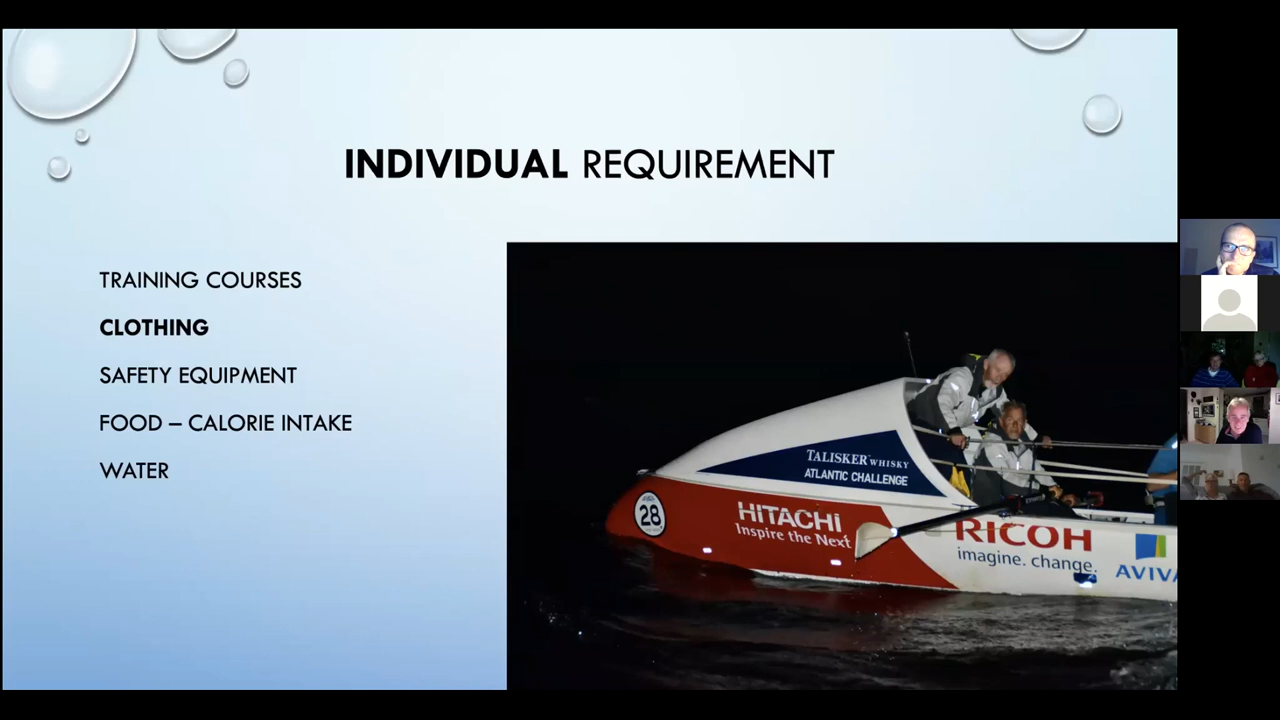 INDIVIDUAL REQUIREMENT
TRAINING COURSES
CLOTHING
SAFETY EQUIPMENT
FOOD – CALORIE INTAKE
WATER
TALISKER WHISKY
ATLANTIC CHALLENGE
28
HITACHI
Inspire the Next
RICOH
imagine. change.
AVIVA